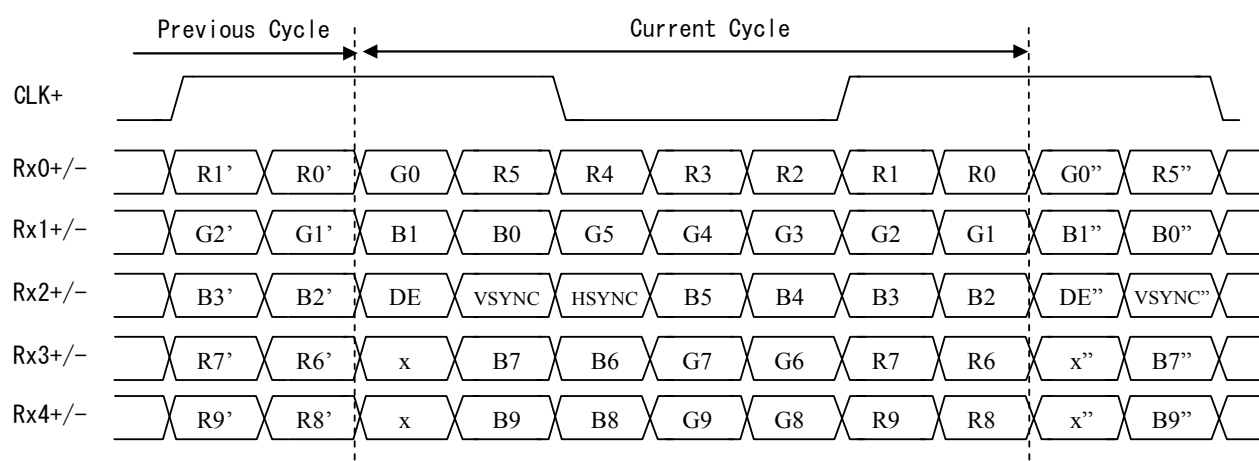 Previous Cycle Current Cycle
CLK+
Rx0+/- R1’ R0’ G0 R5 R4 R3 R2 R1 R0 G0” R5”
Rx1+/- G2’ G1’ B1 B0 G5 G4 G3 G2 G1 B1” B0”
Rx2+/- B3’ B2’ DE VSYNC HSYNC B5 B4 B3 B2 DE” VSYNC”
Rx3+/- R7’ R6’ x B7 B6 G7 G6 R7 R6 x” B7”
Rx4+/- R9’ R8’ x B9 B8 G9 G8 R9 R8 x” B9”